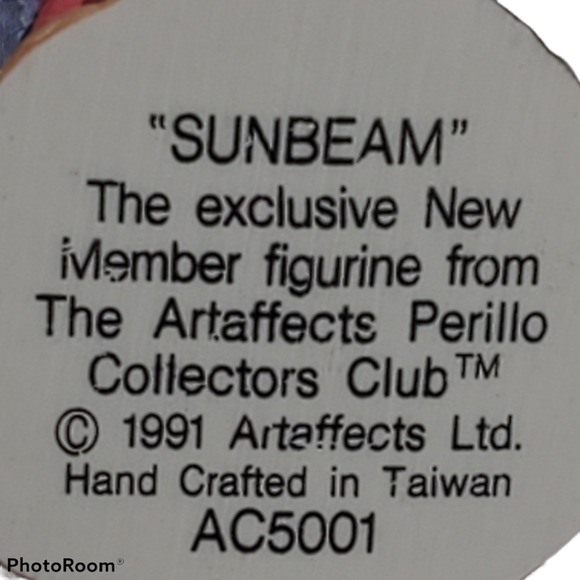 "SUNBEAM"
The exclusive New
Member figurine from
The Artaffects Perillo
Collectors Club™
© 1991 Artaffects Ltd.
Hand Crafted in Taiwan
AC5001
PhotoRoom®